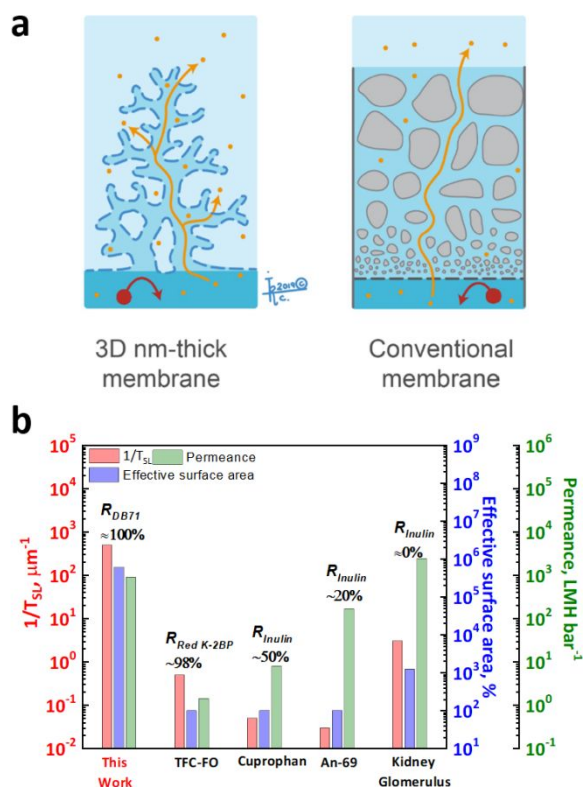 a
2019©
c.
3D nm-thick
membrane
Conventional
membrane
b
10⁵
10⁴
10³
10²
10¹
10⁰
10⁻¹
10⁻²
1/T_SL, μm⁻¹
1/T_SL
Permeance
Effective surface area
R_DB71
≈100%
R_Red K-2BP
~98%
R_Inulin
~50%
R_Inulin
~20%
R_Inulin
≈0%
This
Work
TFC-FO
Cuprophan
An-69
Kidney
Glomerulus
10⁹
10⁸
10⁷
10⁶
10⁵
10⁴
10³
10²
10¹
Effective surface area, %
10⁶
10⁵
10⁴
10³
10²
10¹
10⁰
10⁻¹
Permeance, LMH bar⁻¹